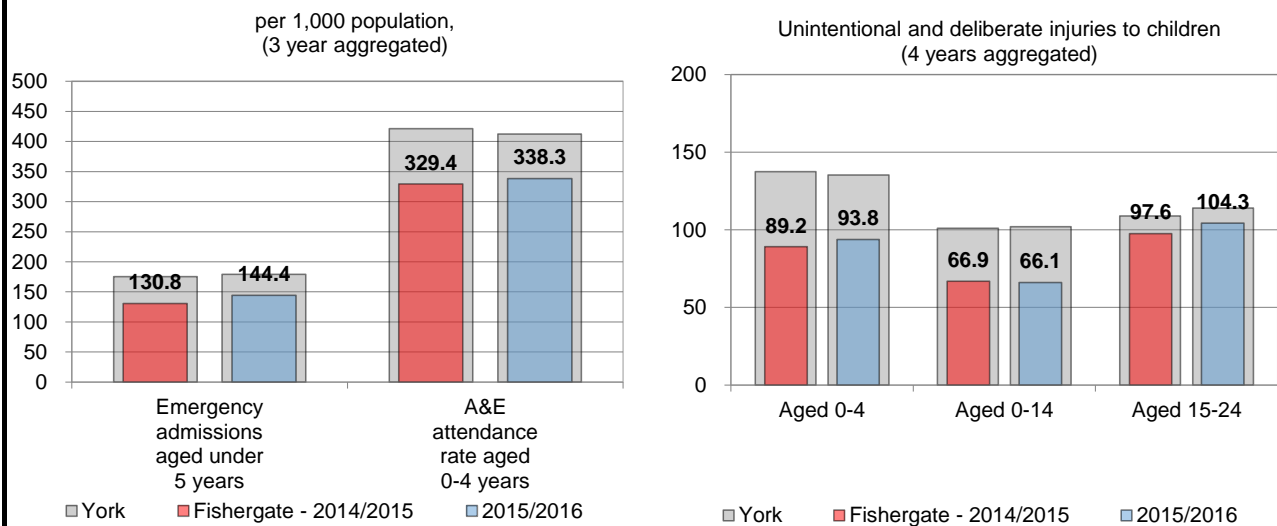 per 1,000 population,
(3 year aggregated)
500
450
400
350
300
250
200
150
100
50
0
130.8
144.4
329.4
338.3
Emergency
admissions
aged under
5 years
A&E
attendance
rate aged
0-4 years
York
Fishergate - 2014/2015
2015/2016
Unintentional and deliberate injuries to children
(4 years aggregated)
200
150
100
50
0
89.2
93.8
66.9
66.1
97.6
104.3
Aged 0-4
Aged 0-14
Aged 15-24
York
Fishergate - 2014/2015
2015/2016